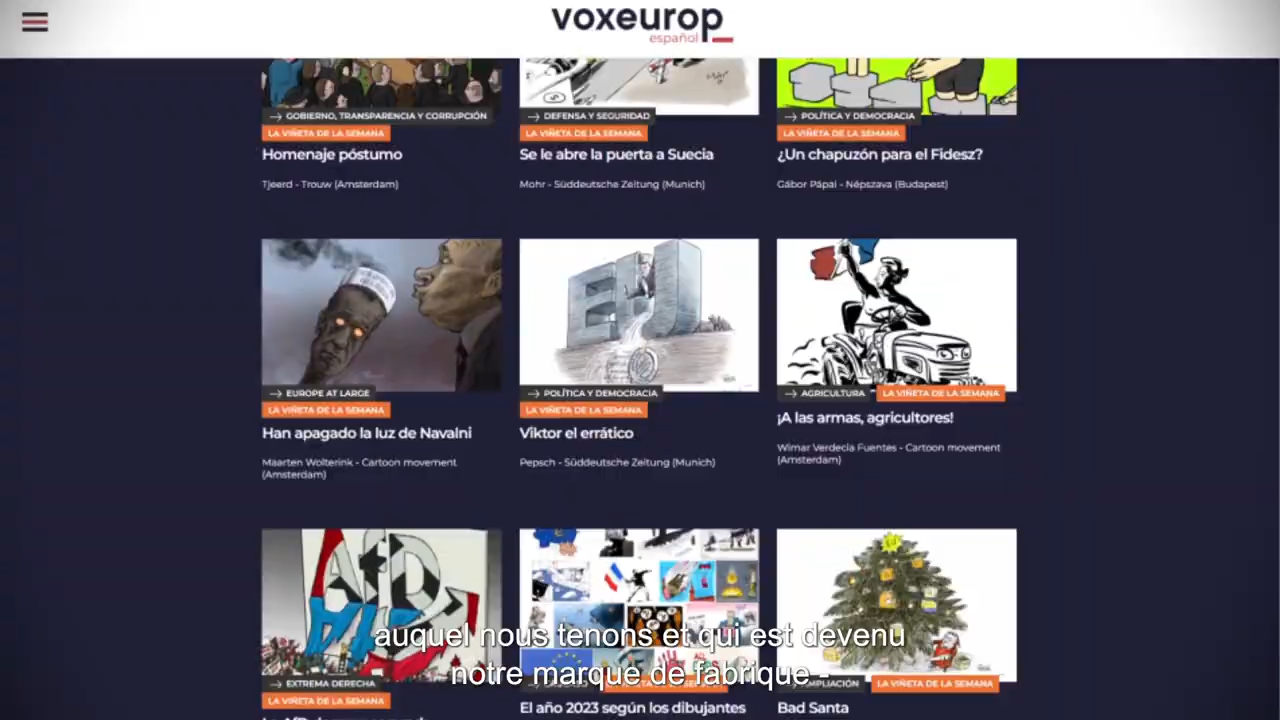 voxeurop
español
→ GOBIERNO, TRANSPARENCIA Y CORRUPCIÓN
LA VIÑETA DE LA SEMANA
Homenaje póstumo
Tjeerd - Trouw (Amsterdam)
→ DEFENSA Y SEGURIDAD
LA VIÑETA DE LA SEMANA
Se le abre la puerta a Suecia
Mohr - Süddeutsche Zeitung (Munich)
→ POLÍTICA Y DEMOCRACIA
LA VIÑETA DE LA SEMANA
¿Un chapuzón para el Fidesz?
Gábor Pápai - Népszava (Budapest)
→ EUROPE AT LARGE
LA VIÑETA DE LA SEMANA
Han apagado la luz de Navalni
Maarten Wolterink - Cartoon movement
(Amsterdam)
EU
→ POLÍTICA Y DEMOCRACIA
LA VIÑETA DE LA SEMANA
Viktor el errático
Pepsch - Süddeutsche Zeitung (Munich)
→ AGRICULTURA
LA VIÑETA DE LA SEMANA
¡A las armas, agricultores!
Wimar Verdecia Fuentes - Cartoon movement
(Amsterdam)
AfD
→ EXTREMA DERECHA
LA VIÑETA DE LA SEMANA
El año 2023 según los dibujantes
AMPLIACIÓN
LA VIÑETA DE LA SEMANA
Bad Santa
auquel nous tenons et qui est devenu
notre marque de fabrique -